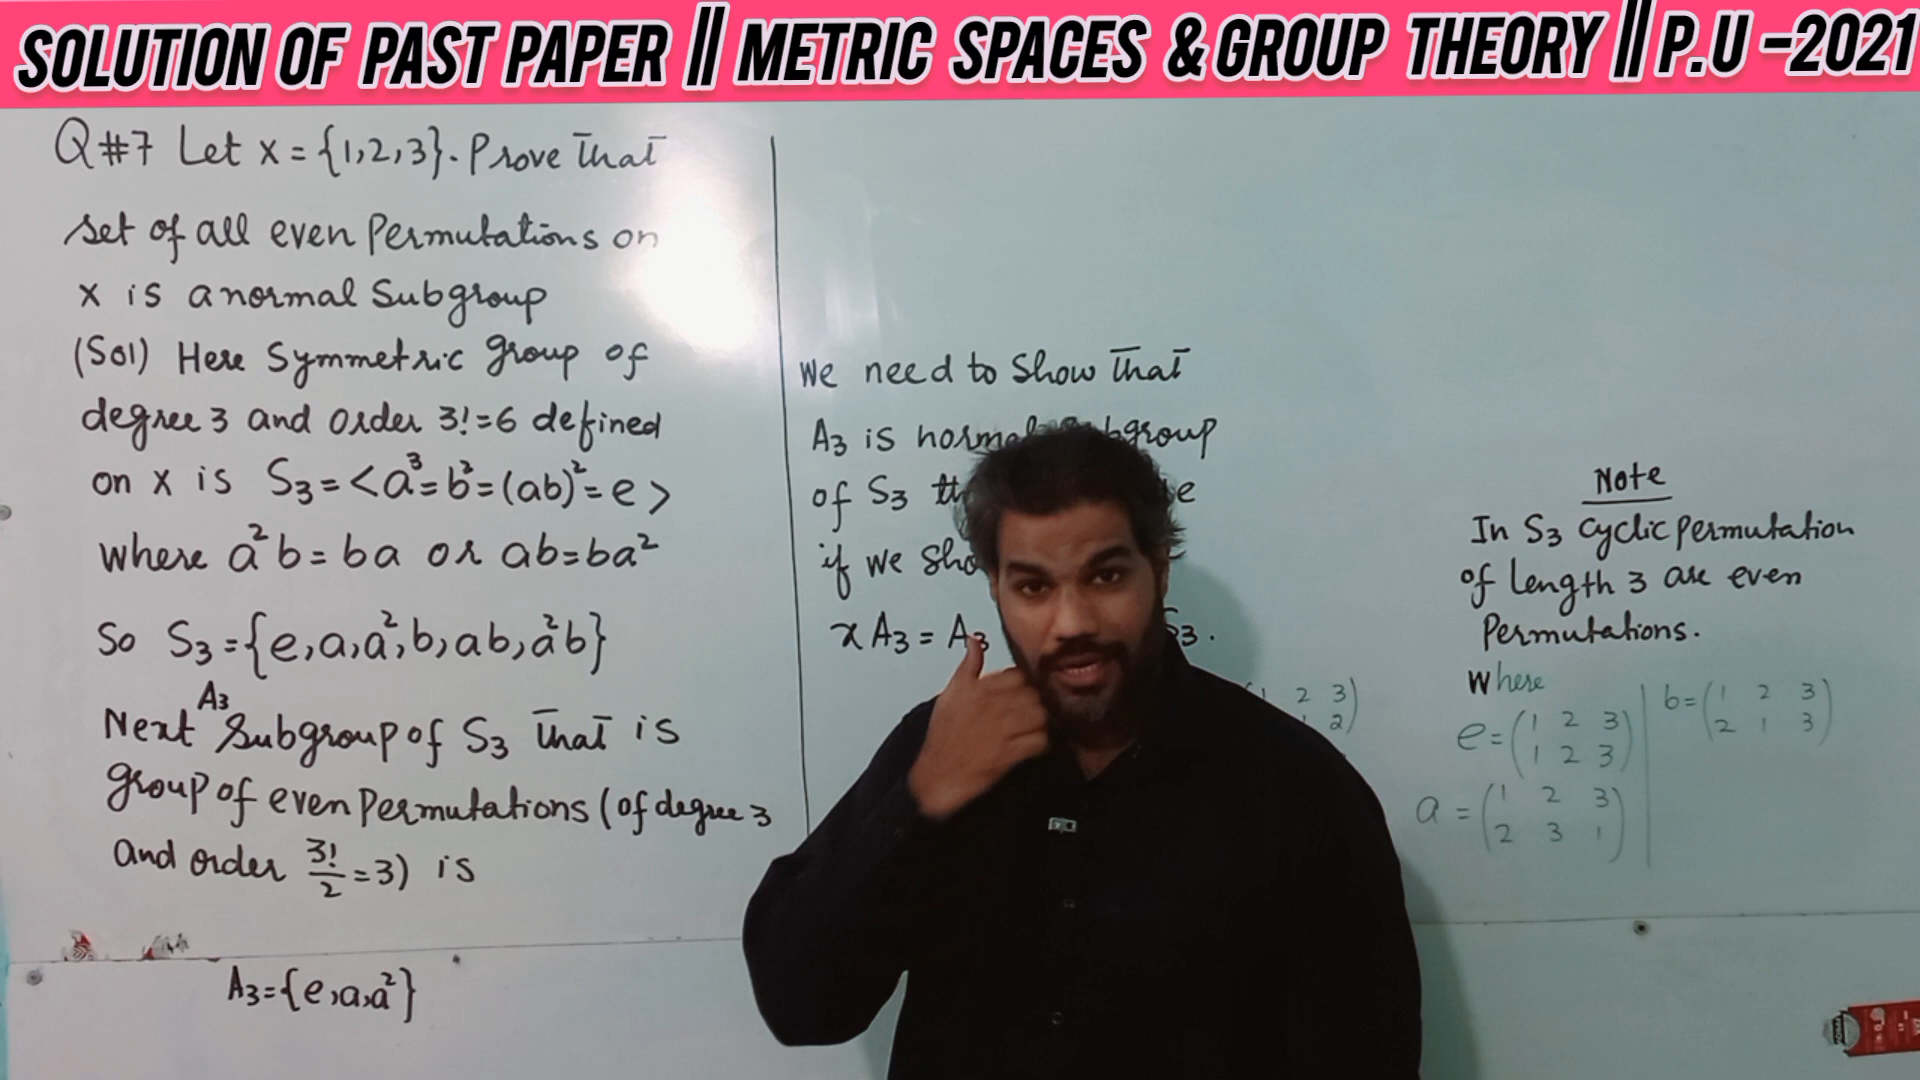 SOLUTION OF PAST PAPER || METRIC SPACES & GROUP THEORY || P.U -2021
Q#7 Let x = {1,2,3}. Prove that
set of all even Permutations on
x is a normal Subgroup
(Sol) Here Symmetric group of
degree 3 and order 3!=6 defined
on x is S₃ = <a³=b²=(ab)²=e>
where a²b = ba or ab=ba²
So S₃={e,a,a²,b,ab,a²b}
A₃
Next Subgroup of S₃ that is
group of even Permutations (of degree 3
and order 3!/2 =3) is
A₃={e,a,a²}
We need to Show that
A₃ is normal Subgroup
of S₃
if we
x A₃ = A₃ S₃.
2 3)
2)
Note
In S₃ cyclic permutation
of length 3 are even
Permutations.
Where
e=(1 2 3
1 2 3)
a=(1 2 3
2 3 1)
b=(1 2 3
2 1 3)